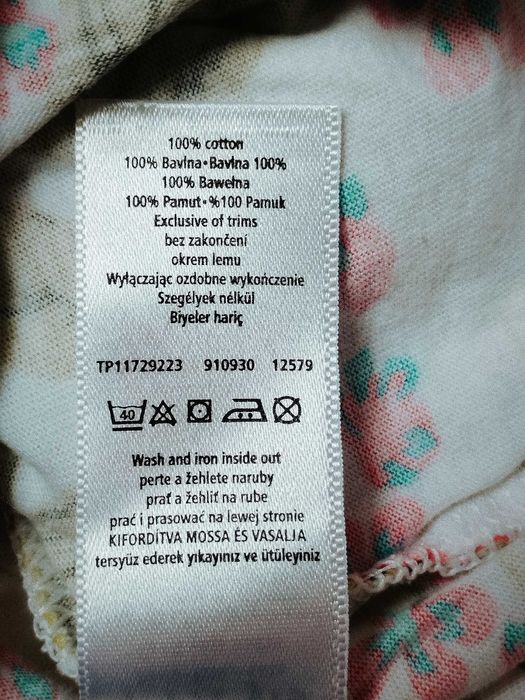 100% cotton
100% Bavlna•Bavlna 100%
100% Bawełna
100% Pamut•%100 Pamuk
Exclusive of trims
bez zakončení
okrem lemu
Wyłączając ozdobne wykończenie
Szegélyek nélkül
Biyeler hariç
TP11729223 910930 12579
40
Wash and iron inside out
perte a žehlete naruby
prať a žehliť na rube
prać i prasować na lewej stronie
KIFORDÍTVA MOSSA ÉS VASALJA
tersyüz ederek yıkayınız ve ütüleyiniz